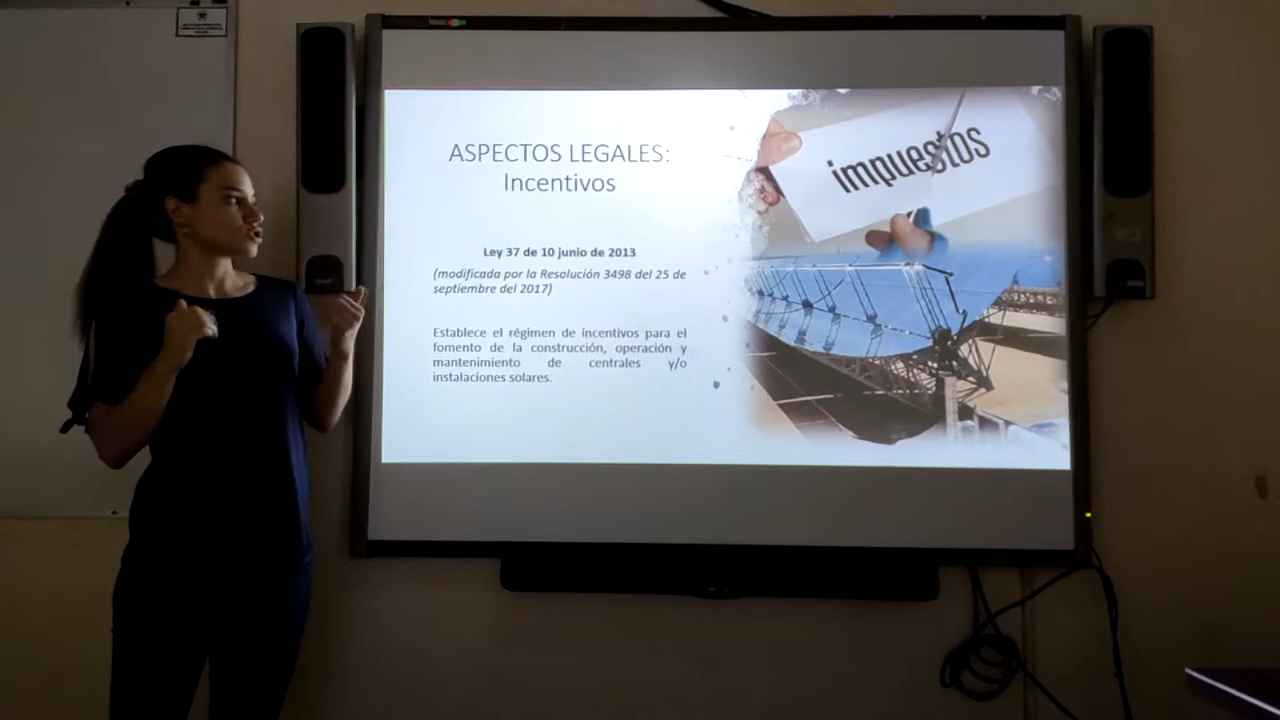 ASPECTOS LEGALES:
Incentivos
impuestos
Ley 37 de 10 junio de 2013
(modificada por la Resolución 3498 del 25 de
septiembre del 2017)
Establece el régimen de incentivos para el
fomento de la construcción, operación y
mantenimiento de centrales y/o
instalaciones solares.